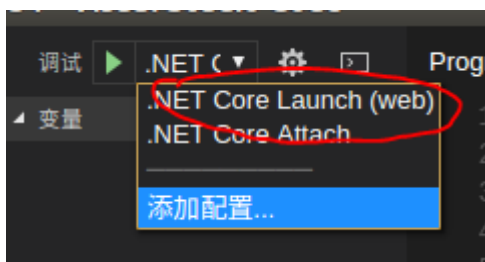 调试 .NET C
Prog
.NET Core Launch (web)
.NET Core Attach
变量
添加配置...